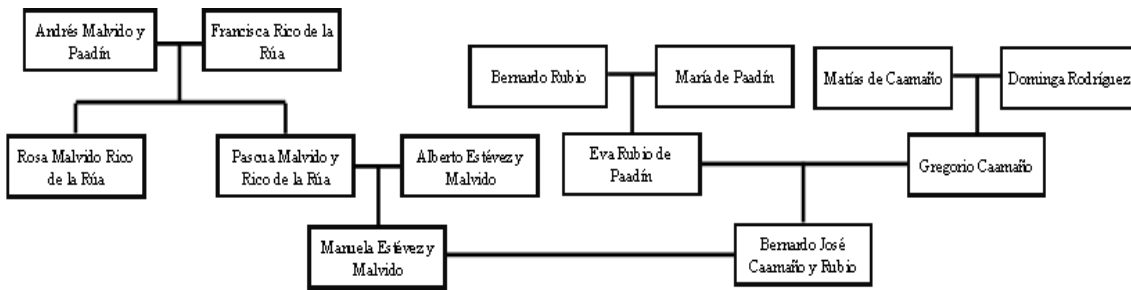 Andrés Malvido y
Paadín
Francisca Rico de la
Rúa
Bernardo Rubio
María de Paadín
Matías de Caamaño
Dominga Rodríguez
Rosa Malvido Rico
de la Rúa
Pascua Malvido y
Rico de la Rúa
Alberto Estévez y
Malvido
Eva Rubio de
Paadín
Gregorio Caamaño
Manuela Estévez y
Malvido
Bernardo José
Caamaño y Rubio